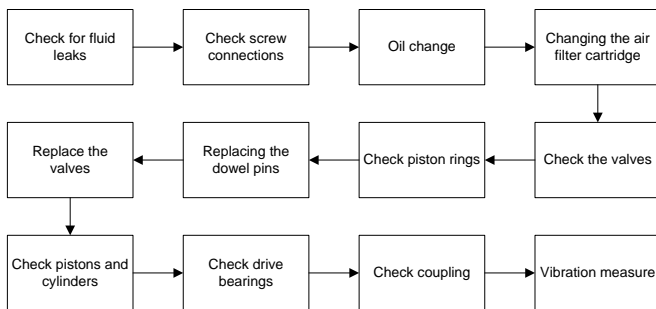 Check for fluid
leaks
Check screw
connections
Oil change
Changing the air
filter cartridge
Check the valves
Check piston rings
Replacing the
dowel pins
Replace the
valves
Check pistons and
cylinders
Check drive
bearings
Check coupling
Vibration measure